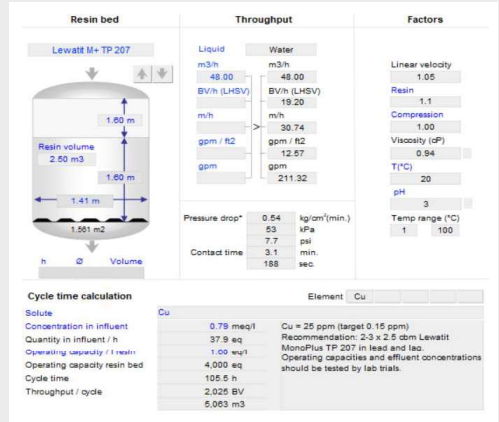 Resin bed
Throughput
Factors
Lewatit M+ TP 207
1.60 m
Resin volume
2.50 m3
1.60 m
1.41 m
1.561 m2
h Ø Volume
Liquid Water
m3/h m3/h
48.00 48.00
BV/h (LHSV) BV/h (LHSV)
19.20
m/h m/h
> 30.74
gpm / ft2 gpm / ft2
12.57
gpm gpm
211.32
Pressure drop* 0.54 kg/cm²(min.)
53 kPa
7.7 psi
Contact time 3.1 min.
188 sec.
Linear velocity
1.05
Resin
1.1
Compression
1.00
Viscosity (cP)
0.94
T(°C)
20
pH
3
Temp range (°C)
1 100
Cycle time calculation
Element Cu
Solute Cu
Concentration in influent 0.79 meq/l
Quantity in influent / h 37.9 eq
Operating capacity / l resin 1.60 eq/l
Operating capacity resin bed 4,000 eq
Cycle time 105.5 h
Throughput / cycle 2,025 BV
5,063 m3
Cu = 25 ppm (target 0.15 ppm)
Recommendation: 2-3 x 2.5 cbm Lewatit
MonoPlus TP 207 in lead and lag.
Operating capacities and effluent concentrations
should be tested by lab trials.